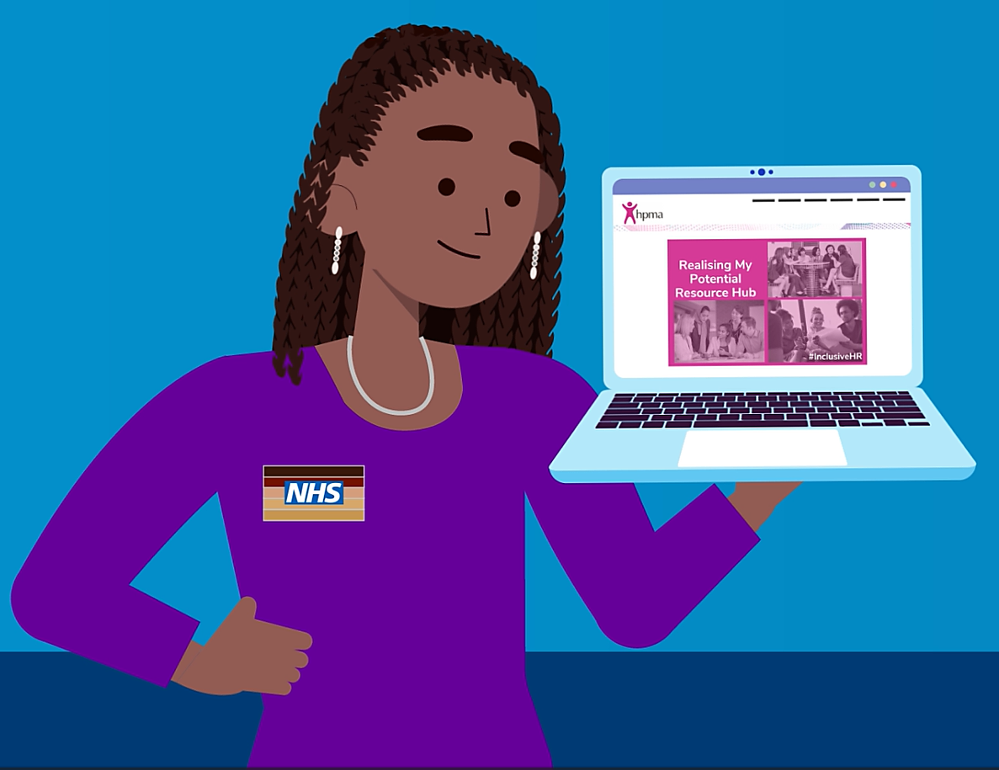 hpma
Realising My
Potential
Resource Hub
#InclusiveHR
NHS